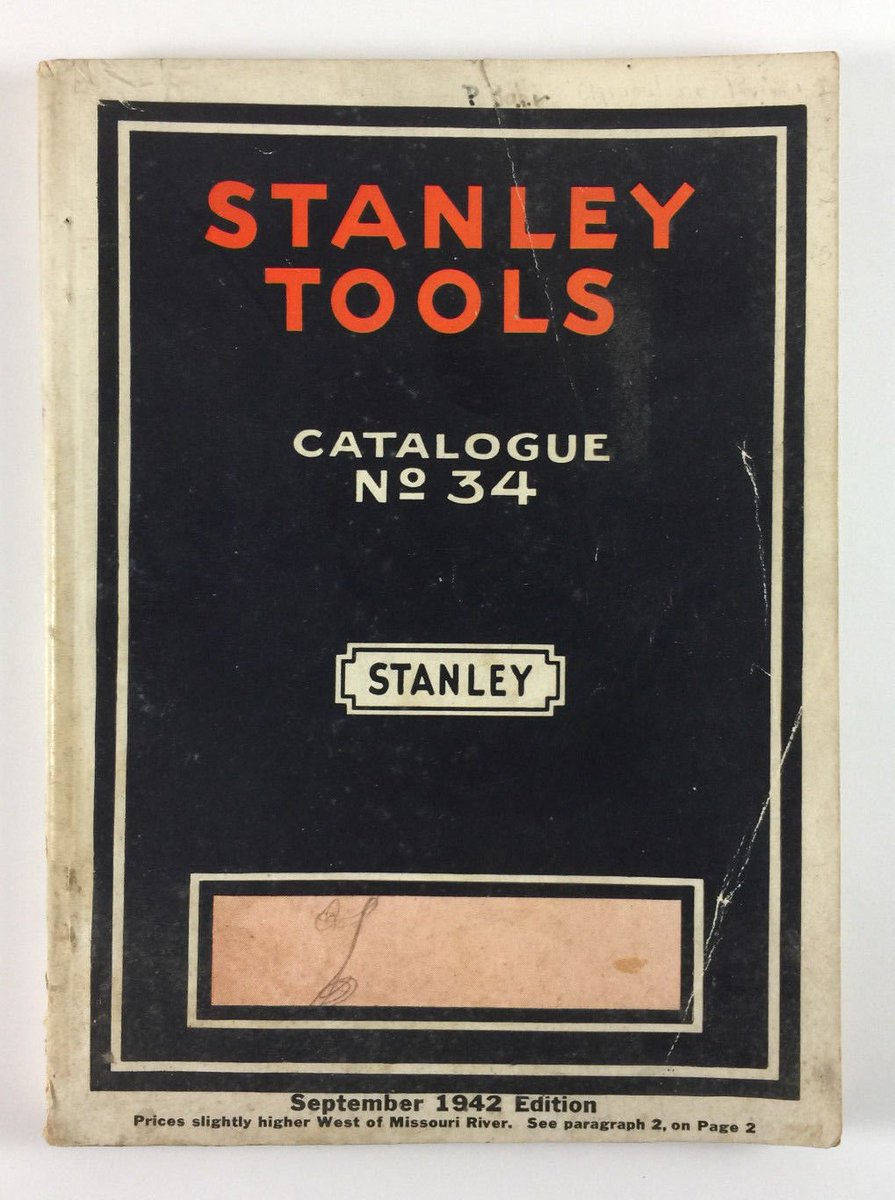 STANLEY
TOOLS
CATALOGUE
Nº 34
STANLEY
September 1942 Edition
Prices slightly higher West of Missouri River. See paragraph 2, on Page 2